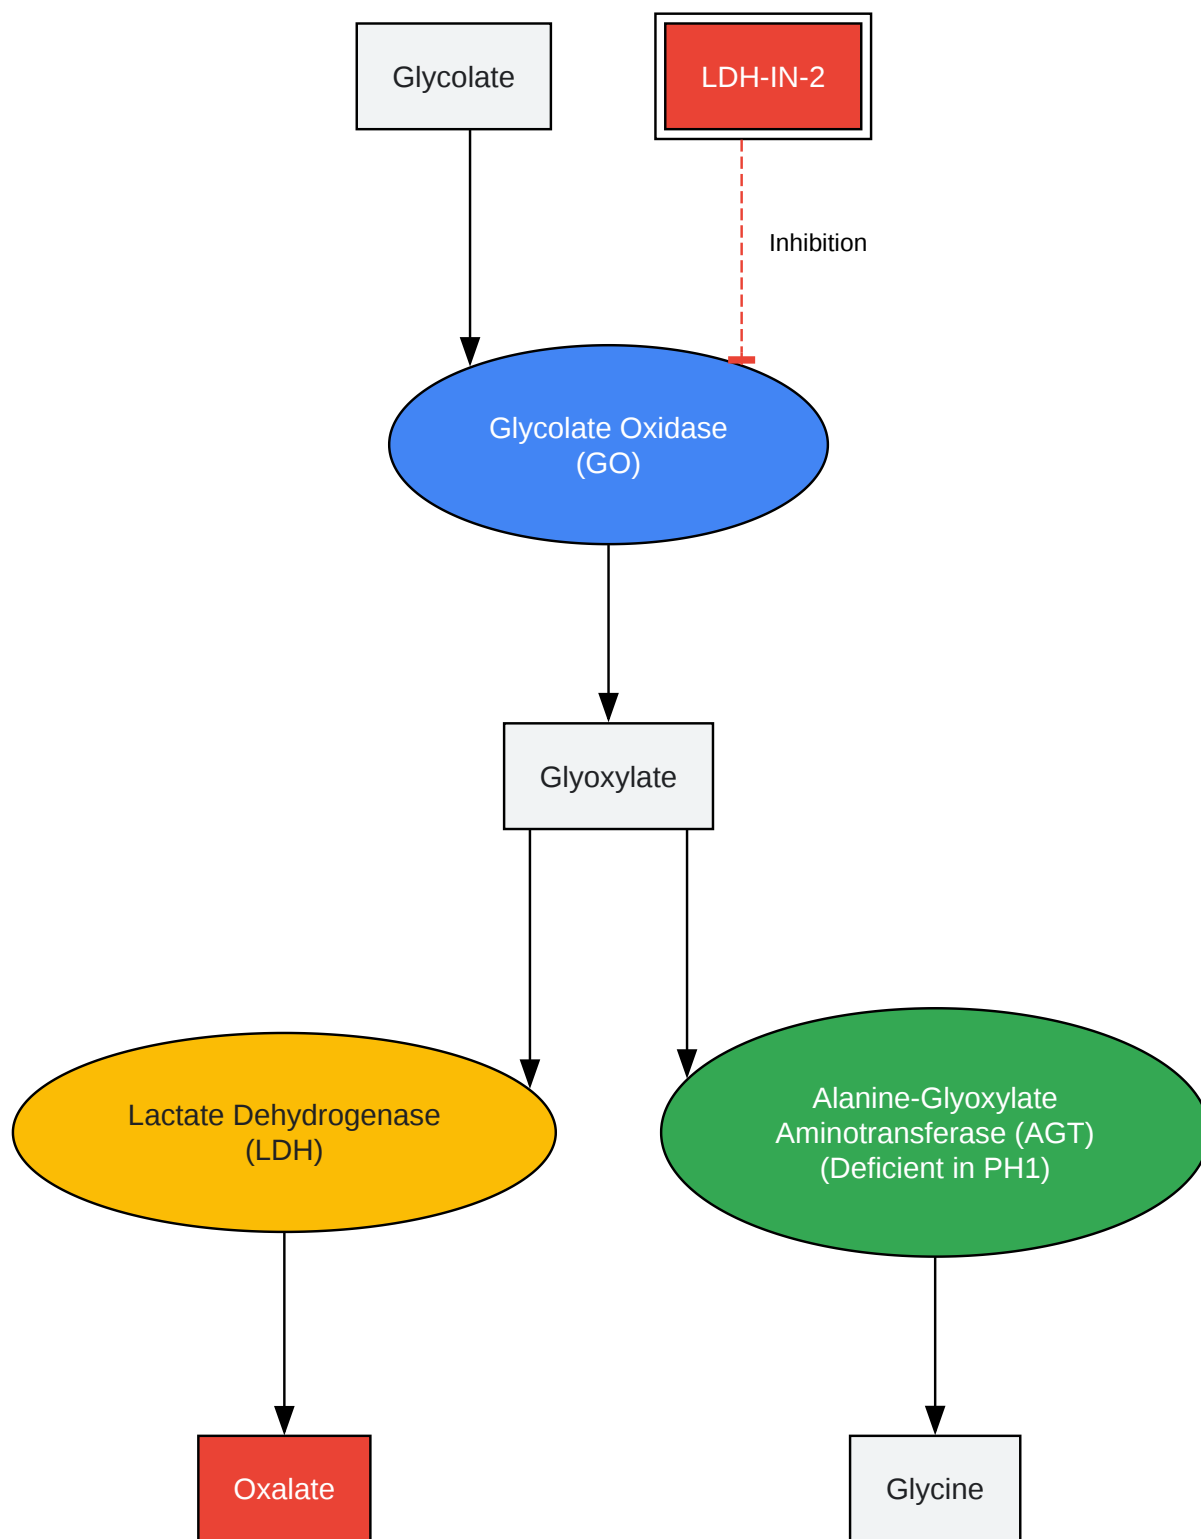 Glycolate
LDH-IN-2
Inhibition
Glycolate Oxidase
(GO)
Glyoxylate
Lactate Dehydrogenase
(LDH)
Alanine-Glyoxylate
Aminotransferase (AGT)
(Deficient in PH1)
Oxalate
Glycine